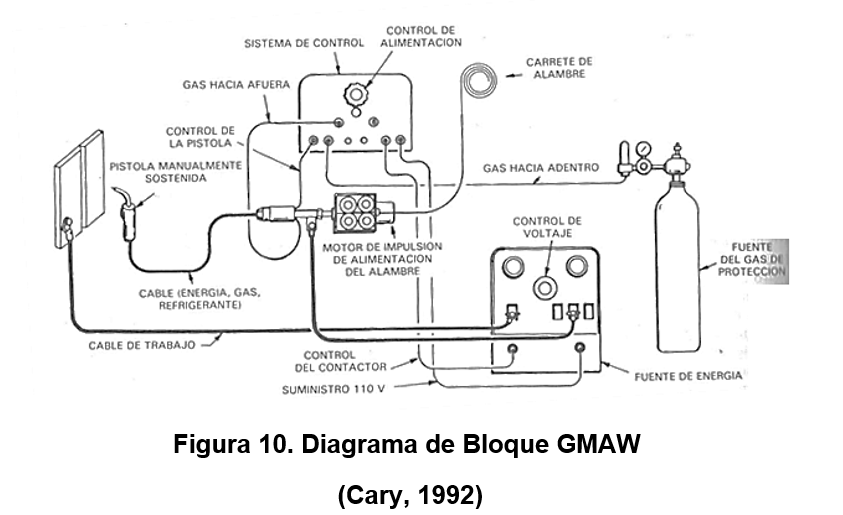 CONTROL DE
ALIMENTACION
SISTEMA DE CONTROL
CARRETE DE
ALAMBRE
GAS HACIA AFUERA
CONTROL DE
LA PISTOLA
PISTOLA MANUALMENTE
SOSTENIDA
GAS HACIA ADENTRO
CONTROL DE
VOLTAJE
MOTOR DE IMPULSION
DE ALIMENTACION
DEL ALAMBRE
FUENTE
DEL GAS DE
PROTECCION
CABLE (ENERGIA, GAS,
REFRIGERANTE)
CABLE DE TRABAJO
CONTROL
DEL CONTACTOR
SUMINISTRO 110 V
FUENTE DE ENERGIA
Figura 10. Diagrama de Bloque GMAW
(Cary, 1992)